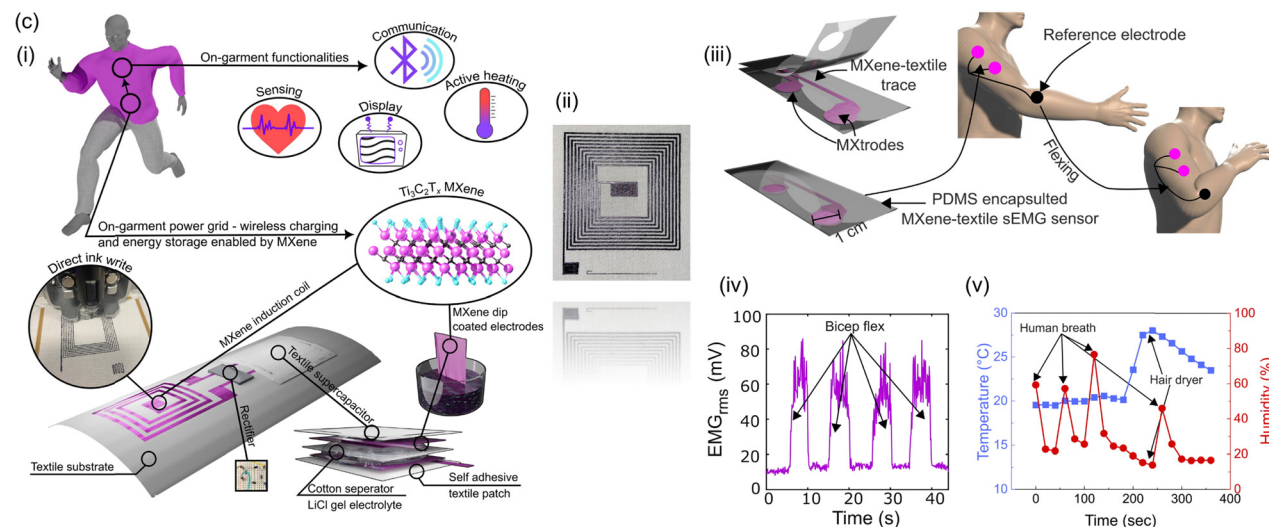 (c)
(i)
On-garment functionalities
Communication
Sensing
Display
Active heating
Ti₃C₂Tₓ MXene
On-garment power grid - wireless charging
and energy storage enabled by MXene
Direct ink write
MXene induction coil
MXene dip
coated electrodes
Textile supercapacitor
Rectifier
Textile substrate
Cotton seperator
LiCl gel electrolyte
Self adhesive
textile patch
(ii)
(iii)
MXene-textile
trace
MXtrodes
Reference electrode
Flexing
PDMS encapsulted
MXene-textile sEMG sensor
1 cm
(iv)
EMGrms (mV)
100
80
60
40
20
0
Bicep flex
0 10 20 30 40
Time (s)
(v)
Temperature (°C)
30
25
20
15
10
Human breath
Hair dryer
0 100 200 300 400
Time (sec)
100
80
60
40
20
0
Humidity (%)